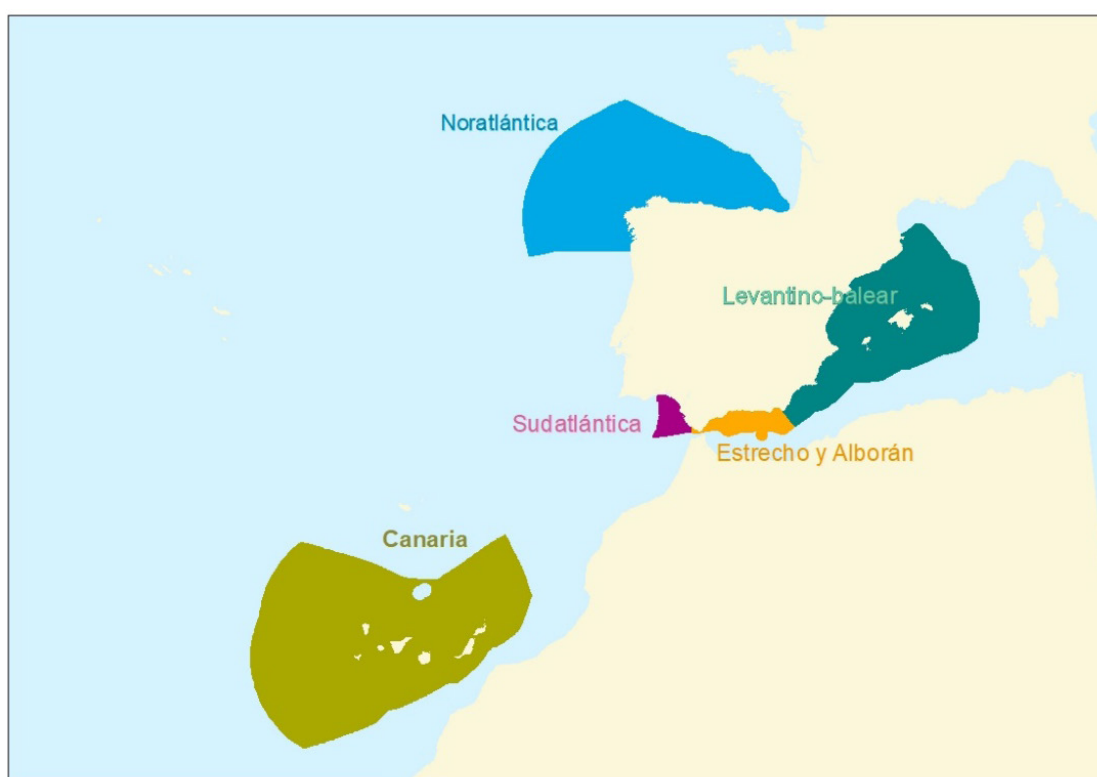 Noratlántica
Levantino-balear
Sudatlántica
Estrecho y Alborán
Canaria